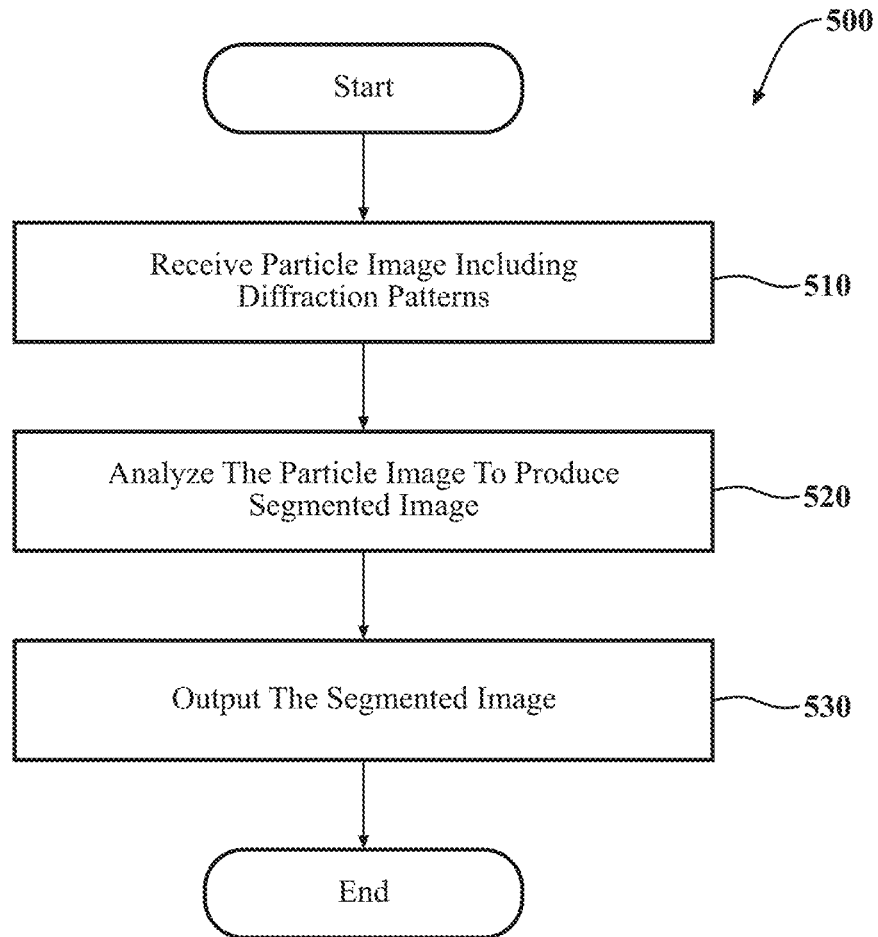 500
Start
Receive Particle Image Including
Diffraction Patterns
510
Analyze The Particle Image To Produce
Segmented Image
520
Output The Segmented Image
530
End